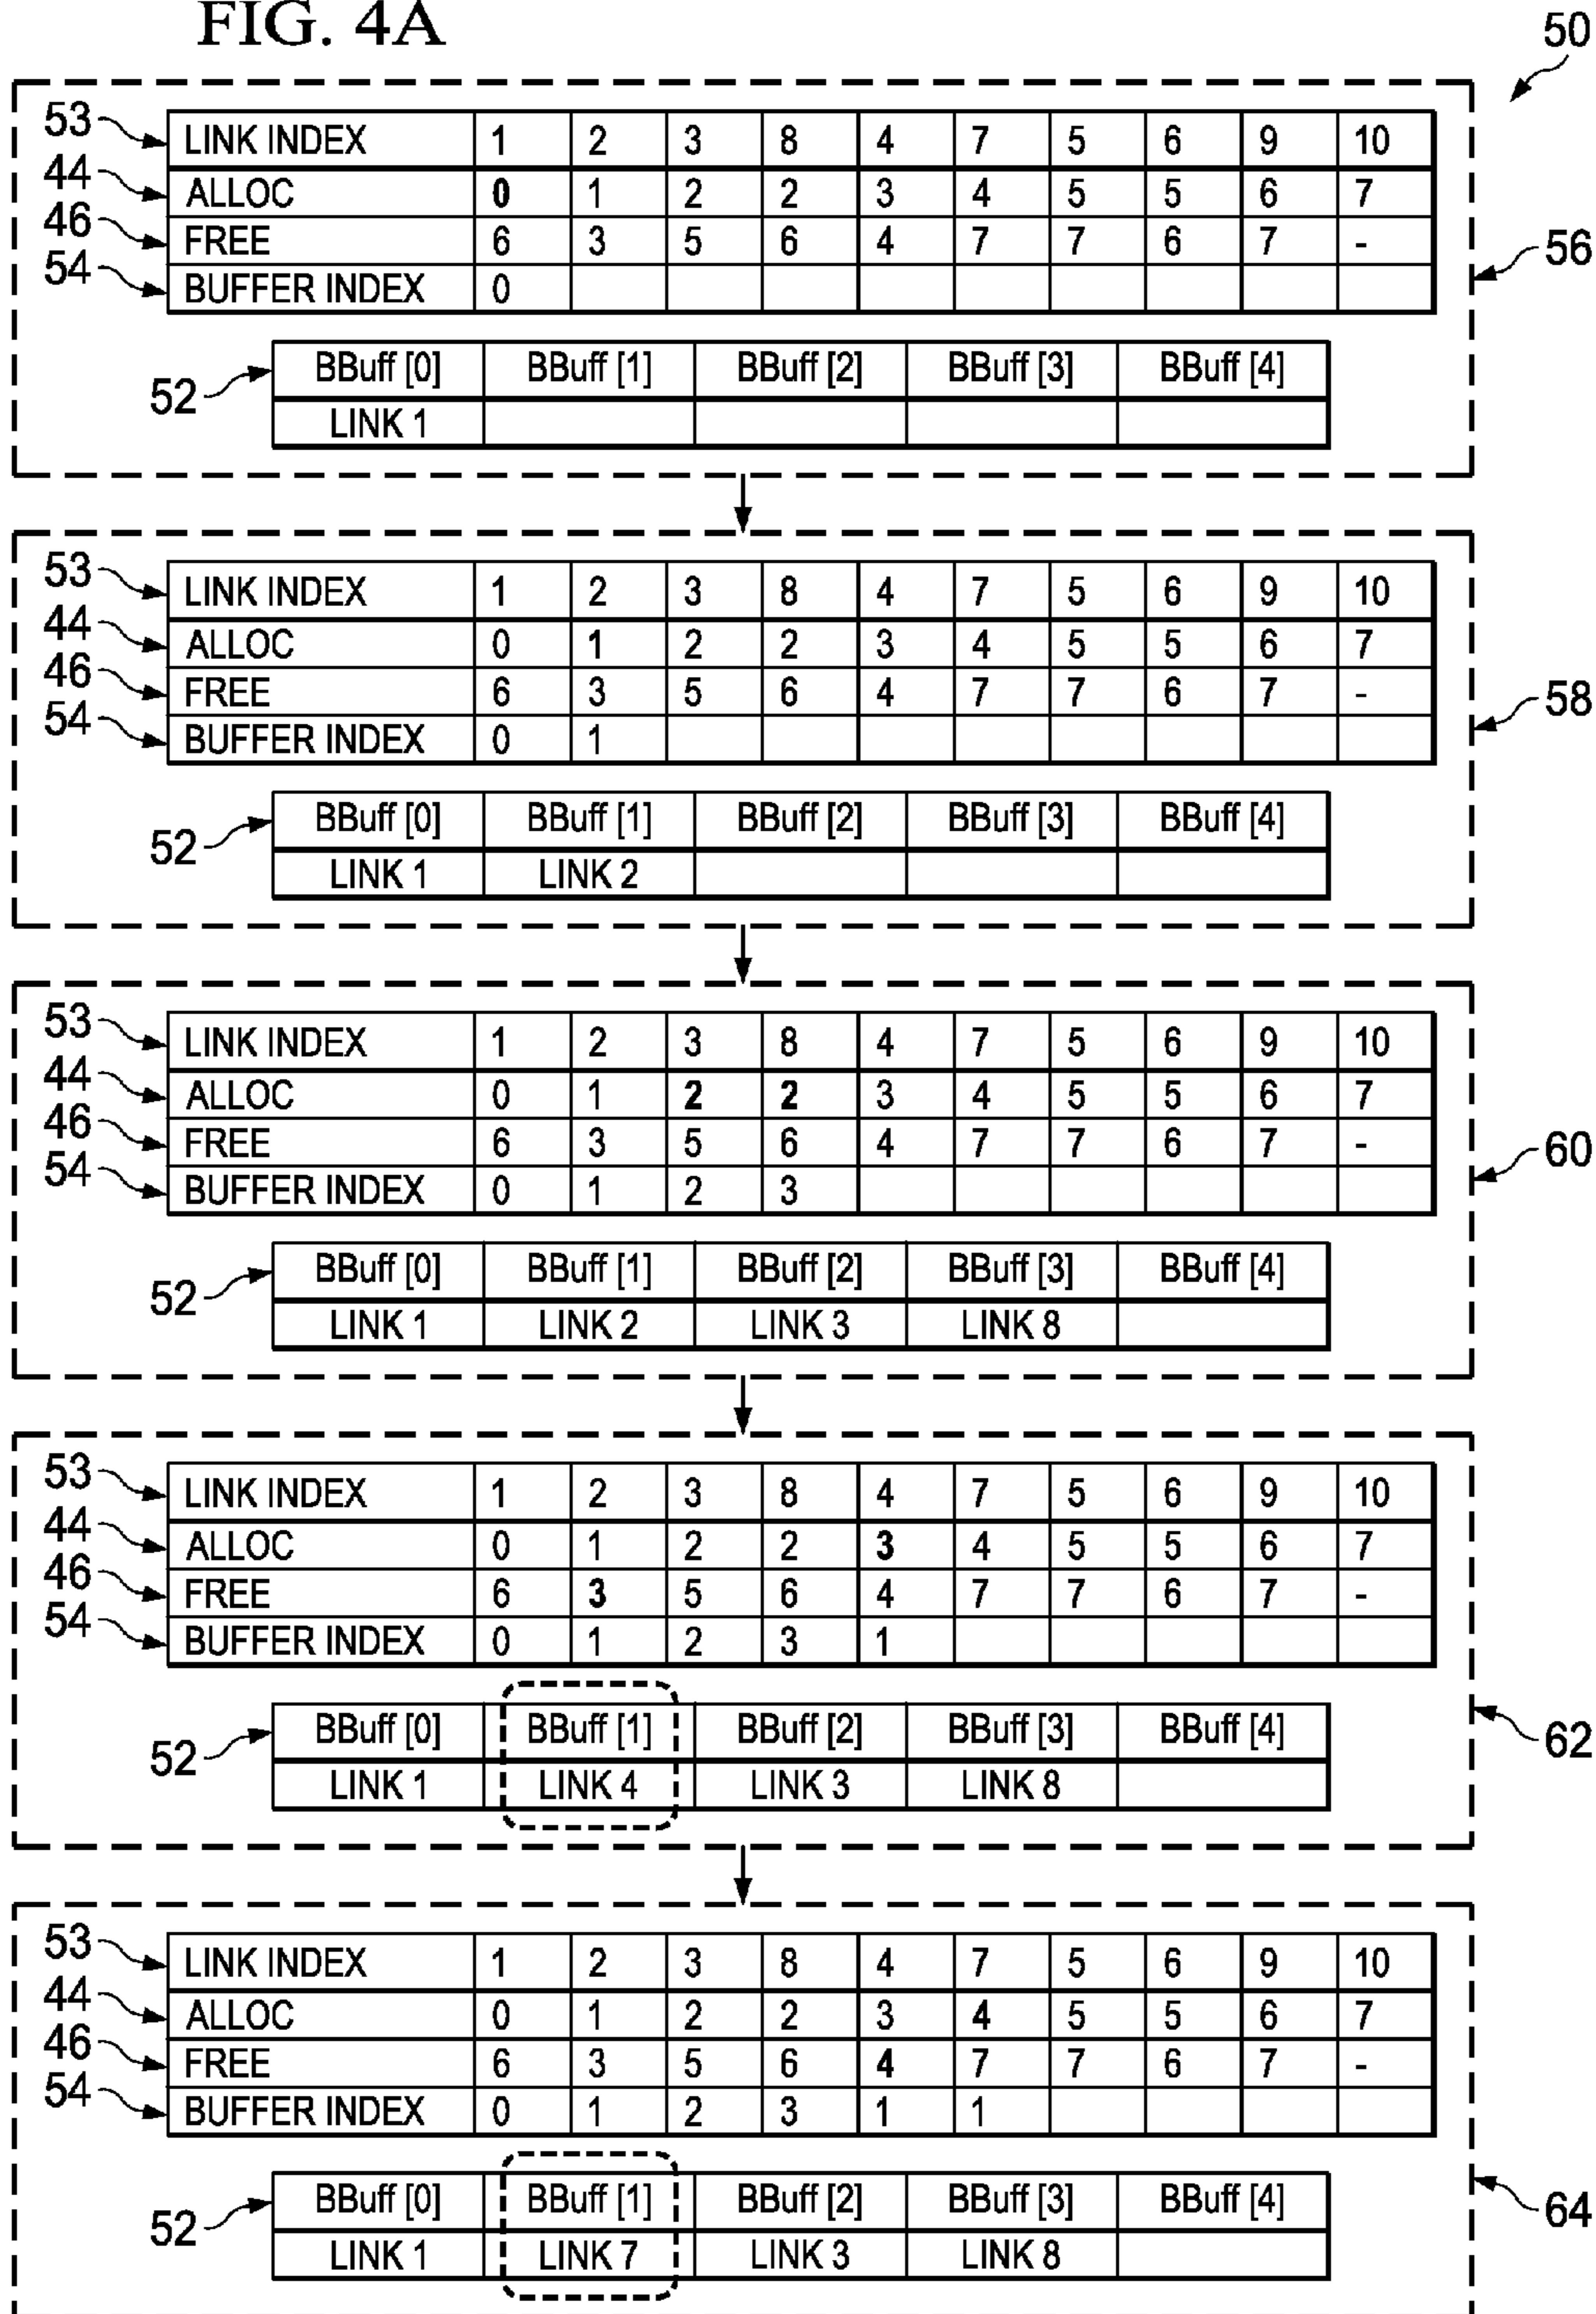 FIG. 4A
50
53 LINK INDEX 1 2 3 8 4 7 5 6 9 10
44 ALLOC 0 1 2 2 3 4 5 5 6 7
46 FREE 6 3 5 6 4 7 7 6 7 -
54 BUFFER INDEX 0
56
52 BBuff [0] BBuff [1] BBuff [2] BBuff [3] BBuff [4]
LINK 1
53 LINK INDEX 1 2 3 8 4 7 5 6 9 10
44 ALLOC 0 1 2 2 3 4 5 5 6 7
46 FREE 6 3 5 6 4 7 7 6 7 -
54 BUFFER INDEX 0 1
58
52 BBuff [0] BBuff [1] BBuff [2] BBuff [3] BBuff [4]
LINK 1 LINK 2
53 LINK INDEX 1 2 3 8 4 7 5 6 9 10
44 ALLOC 0 1 2 2 3 4 5 5 6 7
46 FREE 6 3 5 6 4 7 7 6 7 -
54 BUFFER INDEX 0 1 2 3
60
52 BBuff [0] BBuff [1] BBuff [2] BBuff [3] BBuff [4]
LINK 1 LINK 2 LINK 3 LINK 8
53 LINK INDEX 1 2 3 8 4 7 5 6 9 10
44 ALLOC 0 1 2 2 3 4 5 5 6 7
46 FREE 6 3 5 6 4 7 7 6 7 -
54 BUFFER INDEX 0 1 2 3 1
52 BBuff [0] BBuff [1] BBuff [2] BBuff [3] BBuff [4]
62
LINK 1 LINK 4 LINK 3 LINK 8
53 LINK INDEX 1 2 3 8 4 7 5 6 9 10
44 ALLOC 0 1 2 2 3 4 5 5 6 7
46 FREE 6 3 5 6 4 7 7 6 7 -
54 BUFFER INDEX 0 1 2 3 1 1
52 BBuff [0] BBuff [1] BBuff [2] BBuff [3] BBuff [4]
64
LINK 1 LINK 7 LINK 3 LINK 8